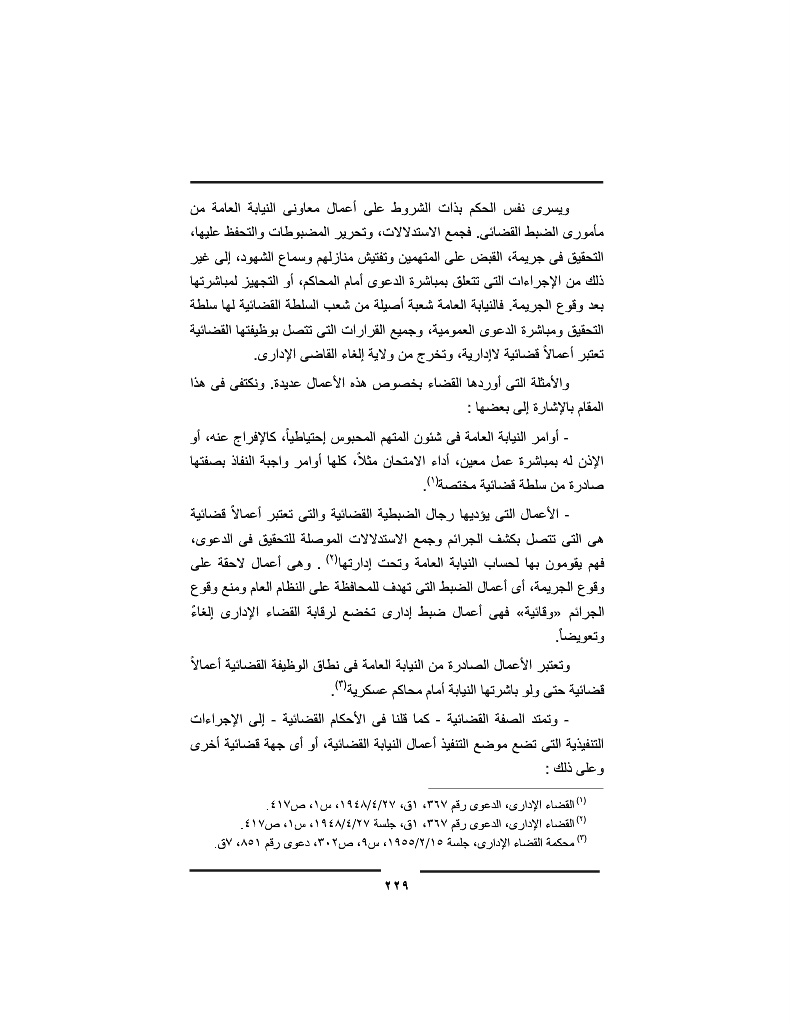 ويسرى نفس الحكم بذات الشروط على أعمال معاونى النيابة العامة من
مأمورى الضبط القضائى. فجمع الاستدلالات، وتحرير المضبوطات والتحفظ عليها،
التحقيق فى جريمة، القبض على المتهمين وتفتيش منازلهم وسماع الشهود، إلى غير
ذلك من الإجراءات التى تتعلق بمباشرة الدعوى أمام المحاكم، أو التجهيز لمباشرتها
بعد وقوع الجريمة. فالنيابة العامة شعبة أصيلة من شعب السلطة القضائية لها سلطة
التحقيق ومباشرة الدعوى العمومية، وجميع القرارات التى تتصل بوظيفتها القضائية
تعتبر أعمالاً قضائية لاإدارية، وتخرج من ولاية إلغاء القاضى الإدارى.
والأمثلة التى أوردها القضاء بخصوص هذه الأعمال عديدة. ونكتفى فى هذا
المقام بالإشارة إلى بعضها :
- أوامر النيابة العامة فى شئون المتهم المحبوس إحتياطياً، كالإفراج عنه، أو
الإذن له بمباشرة عمل معين، أداء الامتحان مثلاً، كلها أوامر واجبة النفاذ بصفتها
صادرة من سلطة قضائية مختصة(١).
- الأعمال التى يؤديها رجال الضبطية القضائية والتى تعتبر أعمالاً قضائية
هى التى تتصل بكشف الجرائم وجمع الاستدلالات الموصلة للتحقيق فى الدعوى،
فهم يقومون بها لحساب النيابة العامة وتحت إدارتها(٢) . وهى أعمال لاحقة على
وقوع الجريمة، أى أعمال الضبط التى تهدف للمحافظة على النظام العام ومنع وقوع
الجرائم «وقائية» فهى أعمال ضبط إدارى تخضع لرقابة القضاء الإدارى إلغاءً
وتعويضاً.
وتعتبر الأعمال الصادرة من النيابة العامة فى نطاق الوظيفة القضائية أعمالاً
قضائية حتى ولو باشرتها النيابة أمام محاكم عسكرية(٣).
- وتمتد الصفة القضائية - كما قلنا فى الأحكام القضائية - إلى الإجراءات
التنفيذية التى تضع موضع التنفيذ أعمال النيابة القضائية، أو أى جهة قضائية أخرى
وعلى ذلك :
(١) القضاء الإدارى، الدعوى رقم ٣٦٧، ١ق، ١٩٤٨/٤/٢٧، س١، ص٤١٧.
(٢) القضاء الإدارى، الدعوى رقم ٣٦٧، ١ق، جلسة ١٩٤٨/٤/٢٧، س١، ص٤١٧.
(٣) محكمة القضاء الإدارى، جلسة ١٩٥٥/٢/١٥، س٩، ص٣٠٢، دعوى رقم ٨٥١، ٧ق.
٢٢٩